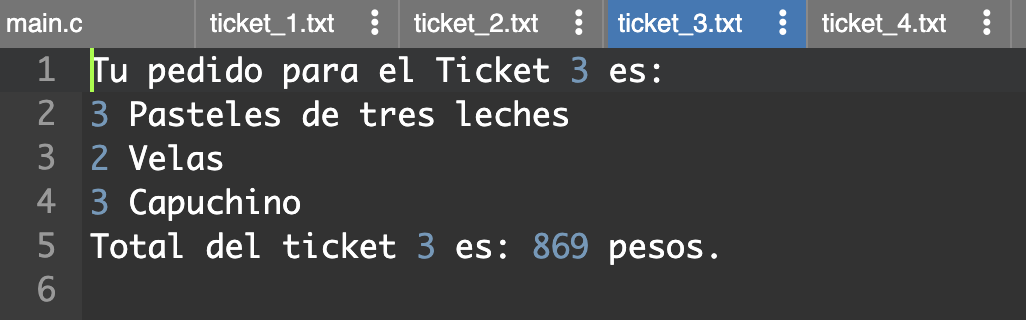 main.c ticket_1.txt ticket_2.txt ticket_3.txt ticket_4.txt
1 Tu pedido para el Ticket 3 es:
2 3 Pasteles de tres leches
3 2 Velas
4 3 Capuchino
5 Total del ticket 3 es: 869 pesos.
6